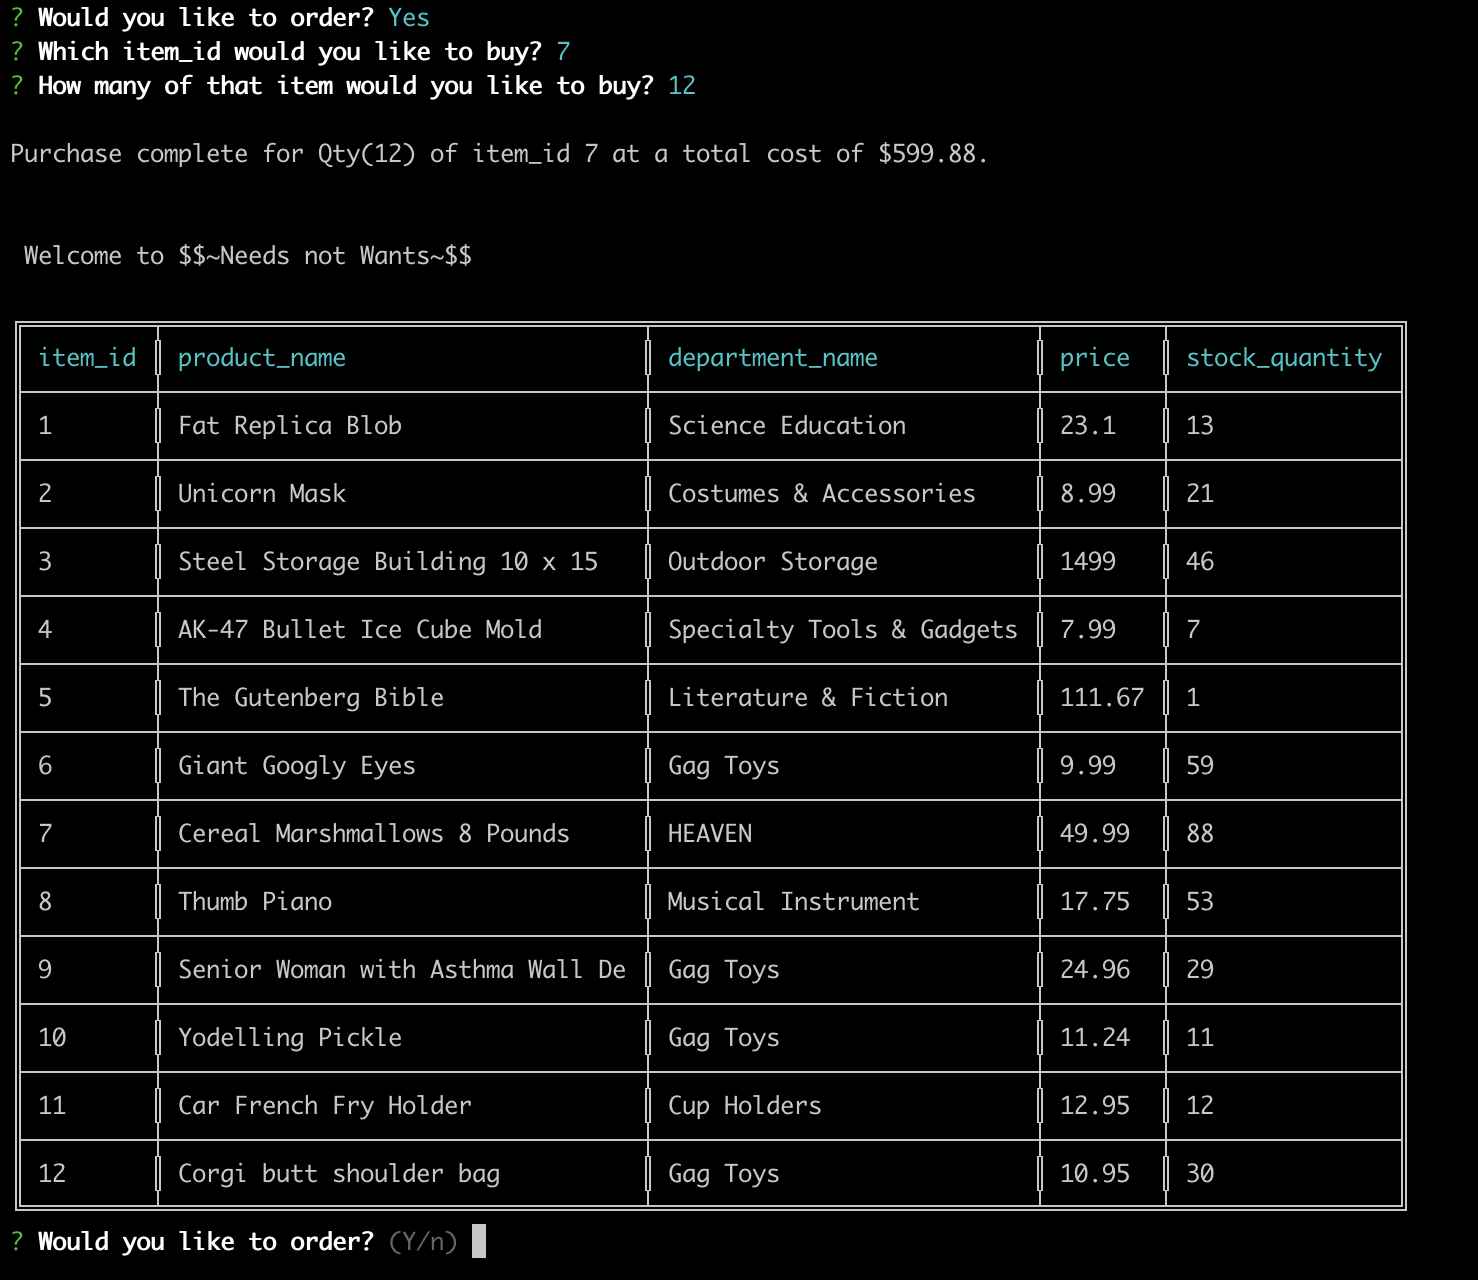 ? Would you like to order? Yes
? Which item_id would you like to buy? 7
? How many of that item would you like to buy? 12
Purchase complete for Qty(12) of item_id 7 at a total cost of $599.88.
Welcome to $$~Needs not Wants~$$
item_id product_name department_name price stock_quantity
1 Fat Replica Blob Science Education 23.1 13
2 Unicorn Mask Costumes & Accessories 8.99 21
3 Steel Storage Building 10 x 15 Outdoor Storage 1499 46
4 AK-47 Bullet Ice Cube Mold Specialty Tools & Gadgets 7.99 7
5 The Gutenberg Bible Literature & Fiction 111.67 1
6 Giant Googly Eyes Gag Toys 9.99 59
7 Cereal Marshmallows 8 Pounds HEAVEN 49.99 88
8 Thumb Piano Musical Instrument 17.75 53
9 Senior Woman with Asthma Wall De Gag Toys 24.96 29
10 Yodelling Pickle Gag Toys 11.24 11
11 Car French Fry Holder Cup Holders 12.95 12
12 Corgi butt shoulder bag Gag Toys 10.95 30
? Would you like to order? (Y/n)